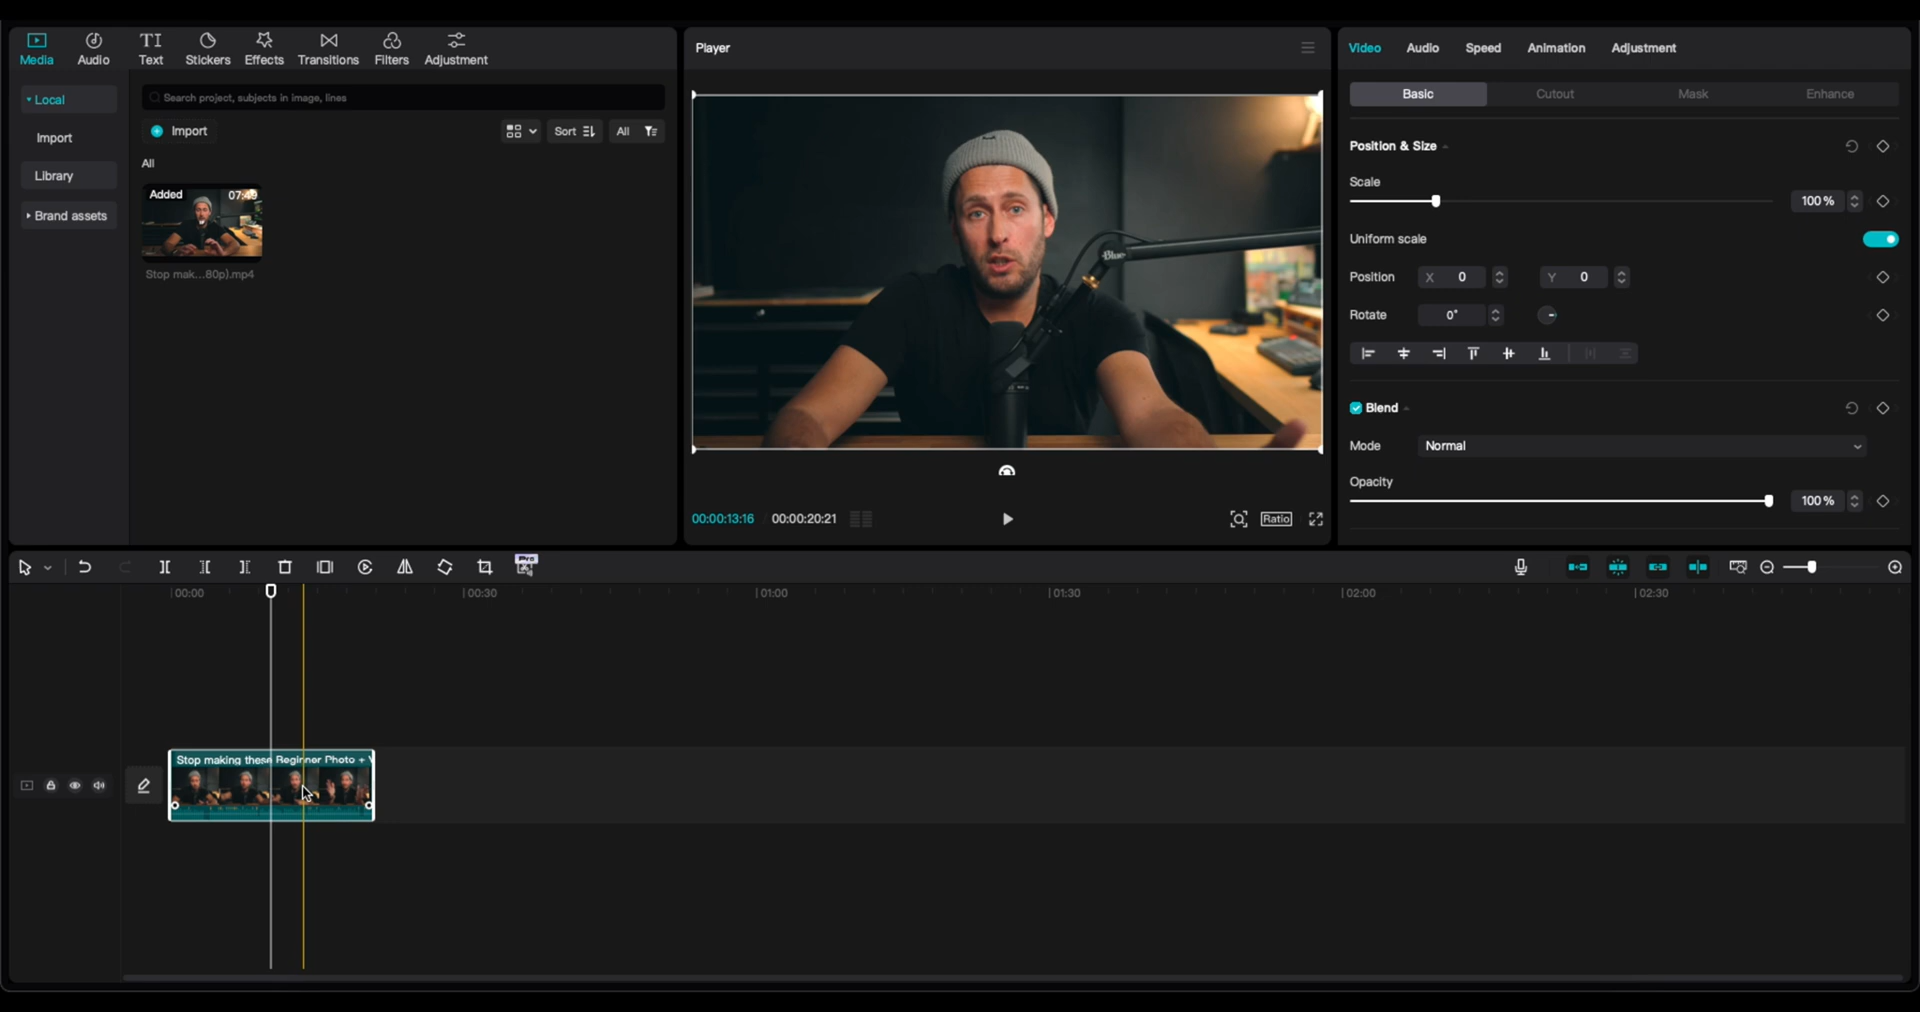 Media
Audio
Text
Stickers
Effects
Transitions
Filters
Adjustment
Local
Import
Library
Brand assets
Search project, subjects in image, lines
Import
Sort
All
All
Added
07:49
Stop mak...80p).mp4
Player
Blue
00:00:13:16
00:00:20:21
Ratio
Video
Audio
Speed
Animation
Adjustment
Basic
Cutout
Mask
Enhance
Position & Size
Scale
100%
Uniform scale
Position
X 0
Y 0
Rotate
0°
Blend
Mode
Normal
Opacity
100%
Pro
00:00
00:30
01:00
01:30
02:00
02:30
Stop making these Beginner Photo + V